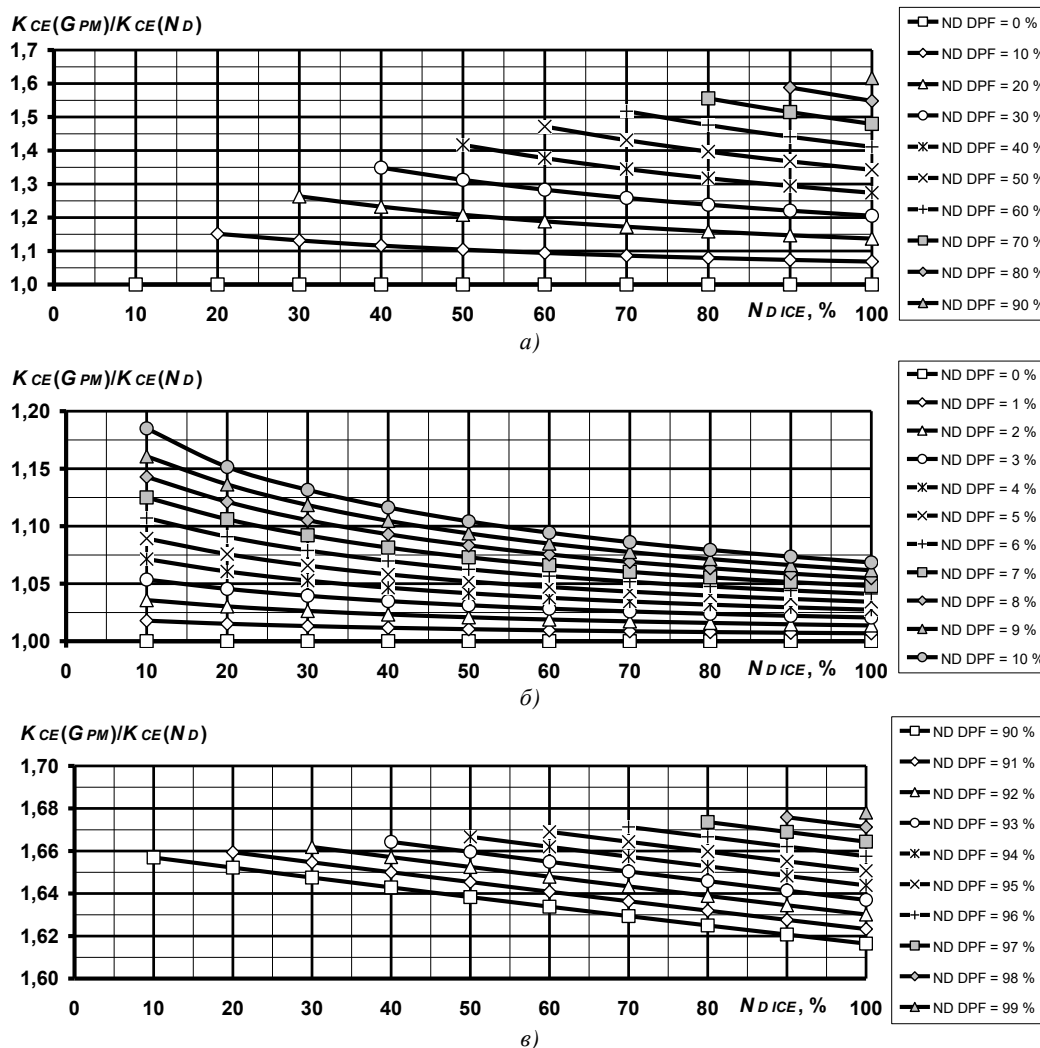 K CE(G PM)/K CE(N D)
1,7
1,6
1,5
1,4
1,3
1,2
1,1
1,0
0 10 20 30 40 50 60 70 80 N D ICE, % 100
ND DPF = 0 %
ND DPF = 10 %
ND DPF = 20 %
ND DPF = 30 %
ND DPF = 40 %
ND DPF = 50 %
ND DPF = 60 %
ND DPF = 70 %
ND DPF = 80 %
ND DPF = 90 %
а)
K CE(G PM)/K CE(N D)
1,20
1,15
1,10
1,05
1,00
0 10 20 30 40 50 60 70 80 N D ICE, % 100
ND DPF = 0 %
ND DPF = 1 %
ND DPF = 2 %
ND DPF = 3 %
ND DPF = 4 %
ND DPF = 5 %
ND DPF = 6 %
ND DPF = 7 %
ND DPF = 8 %
ND DPF = 9 %
ND DPF = 10 %
б)
K CE(G PM)/K CE(N D)
1,70
1,68
1,66
1,64
1,62
1,60
0 10 20 30 40 50 60 70 80 N D ICE, % 100
ND DPF = 90 %
ND DPF = 91 %
ND DPF = 92 %
ND DPF = 93 %
ND DPF = 94 %
ND DPF = 95 %
ND DPF = 96 %
ND DPF = 97 %
ND DPF = 98 %
ND DPF = 99 %
в)